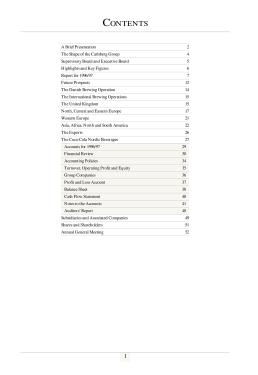 CONTENTS
A Brief Presentation 2
The Shape of the Carlsberg Group 4
Supervisory Board and Executive Board 5
Highlights and Key Figures 6
Report for 1996/97 7
Future Prospects 12
The Danish Brewing Operation 14
The International Brewing Operations 15
The United Kingdom 15
North, Central and Eastern Europe 17
Western Europe 21
Asia, Africa, North and South America 22
The Exports 26
The Coca-Cola Nordic Beverages 27
Accounts for 1996/97 29
Financial Review 30
Accounting Policies 34
Turnover, Operating Profit and Equity 35
Group Companies 36
Profit and Loss Account 37
Balance Sheet 38
Cash Flow Statement 40
Notes to the Accounts 41
Auditors' Report 48
Subsidiaries and Associated Companies 49
Shares and Shareholders 51
Annual General Meeting 52
1